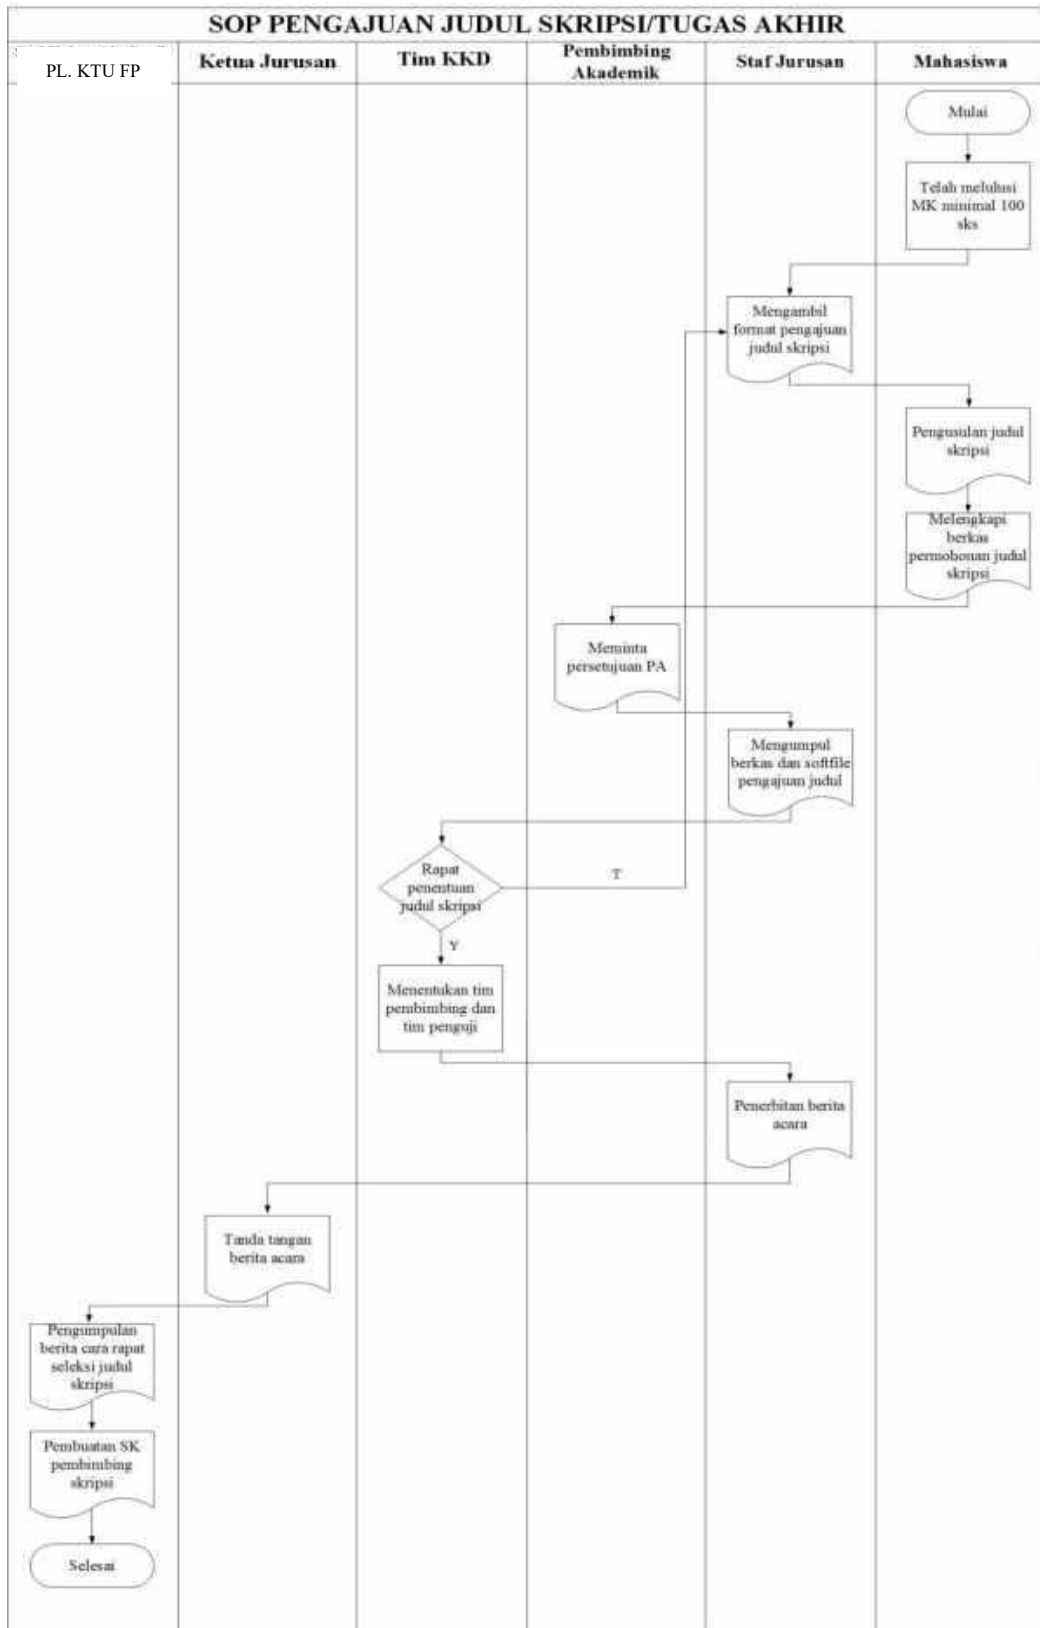 SOP PENGAJUAN JUDUL SKRIPSI/TUGAS AKHIR
PL. KTU FP
Ketua Jurusan
Tim KKD
Pembimbing
Akademik
Staf Jurusan
Mahasiswa
Mulai
Telah melulusi
MK minimal 100
sks
Mengambil
format pengajuan
judul skripsi
Pengusulan judul
skripsi
Melengkapi
berkas
permohonan judul
skripsi
Meminta
persetujuan PA
Mengumpul
berkas dan softfile
pengajuan judul
Rapat
penentuan
judul skripsi
T
Y
Menentukan tim
pembimbing dan
tim penguji
Penerbitan berita
acara
Tanda tangan
berita acara
Pengumpulan
berita cara rapat
seleksi judul
skripsi
Pembuatan SK
pembimbing
skripsi
Selesai